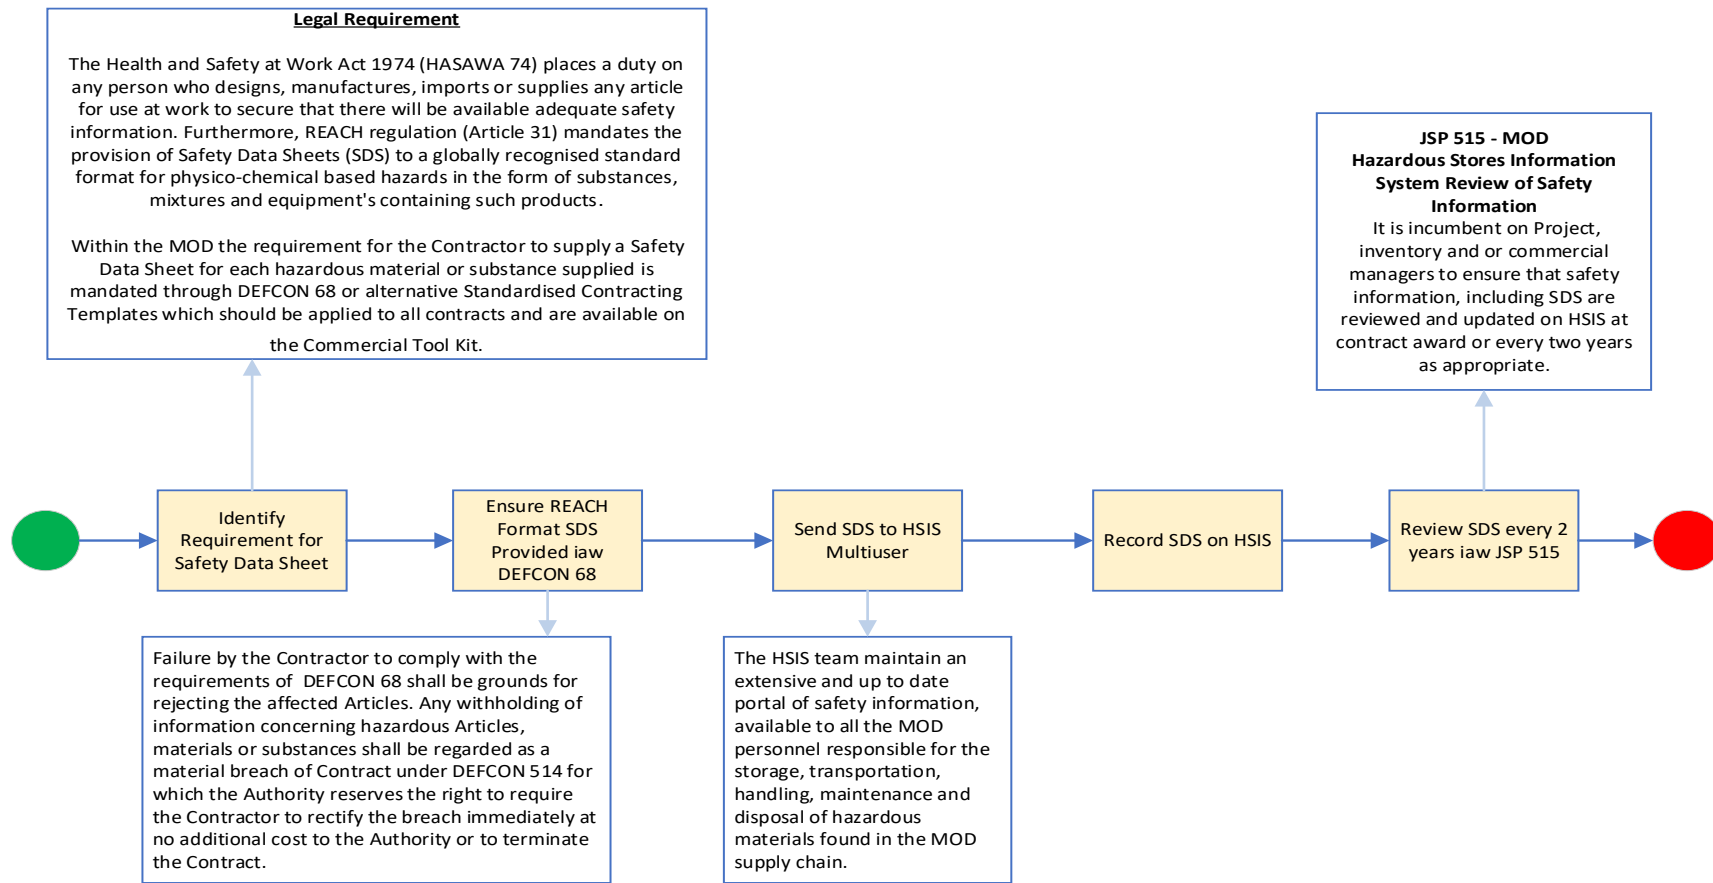 Legal Requirement
The Health and Safety at Work Act 1974 (HASAWA 74) places a duty on
any person who designs, manufactures, imports or supplies any article
for use at work to secure that there will be available adequate safety
information. Furthermore, REACH regulation (Article 31) mandates the
provision of Safety Data Sheets (SDS) to a globally recognised standard
format for physico-chemical based hazards in the form of substances,
mixtures and equipment's containing such products.
Within the MOD the requirement for the Contractor to supply a Safety
Data Sheet for each hazardous material or substance supplied is
mandated through DEFCON 68 or alternative Standardised Contracting
Templates which should be applied to all contracts and are available on
the Commercial Tool Kit.
JSP 515 - MOD
Hazardous Stores Information
System Review of Safety
Information
It is incumbent on Project,
inventory and or commercial
managers to ensure that safety
information, including SDS are
reviewed and updated on HSIS at
contract award or every two years
as appropriate.
Identify
Requirement for
Safety Data Sheet
Ensure REACH
Format SDS
Provided iaw
DEFCON 68
Send SDS to HSIS
Multiuser
Record SDS on HSIS
Review SDS every 2
years iaw JSP 515
Failure by the Contractor to comply with the
requirements of  DEFCON 68 shall be grounds for
rejecting the affected Articles. Any withholding of
information concerning hazardous Articles,
materials or substances shall be regarded as a
material breach of Contract under DEFCON 514 for
which the Authority reserves the right to require
the Contractor to rectify the breach immediately at
no additional cost to the Authority or to terminate
the Contract.
The HSIS team maintain an
extensive and up to date
portal of safety information,
available to all the MOD
personnel responsible for the
storage, transportation,
handling, maintenance and
disposal of hazardous
materials found in the MOD
supply chain.